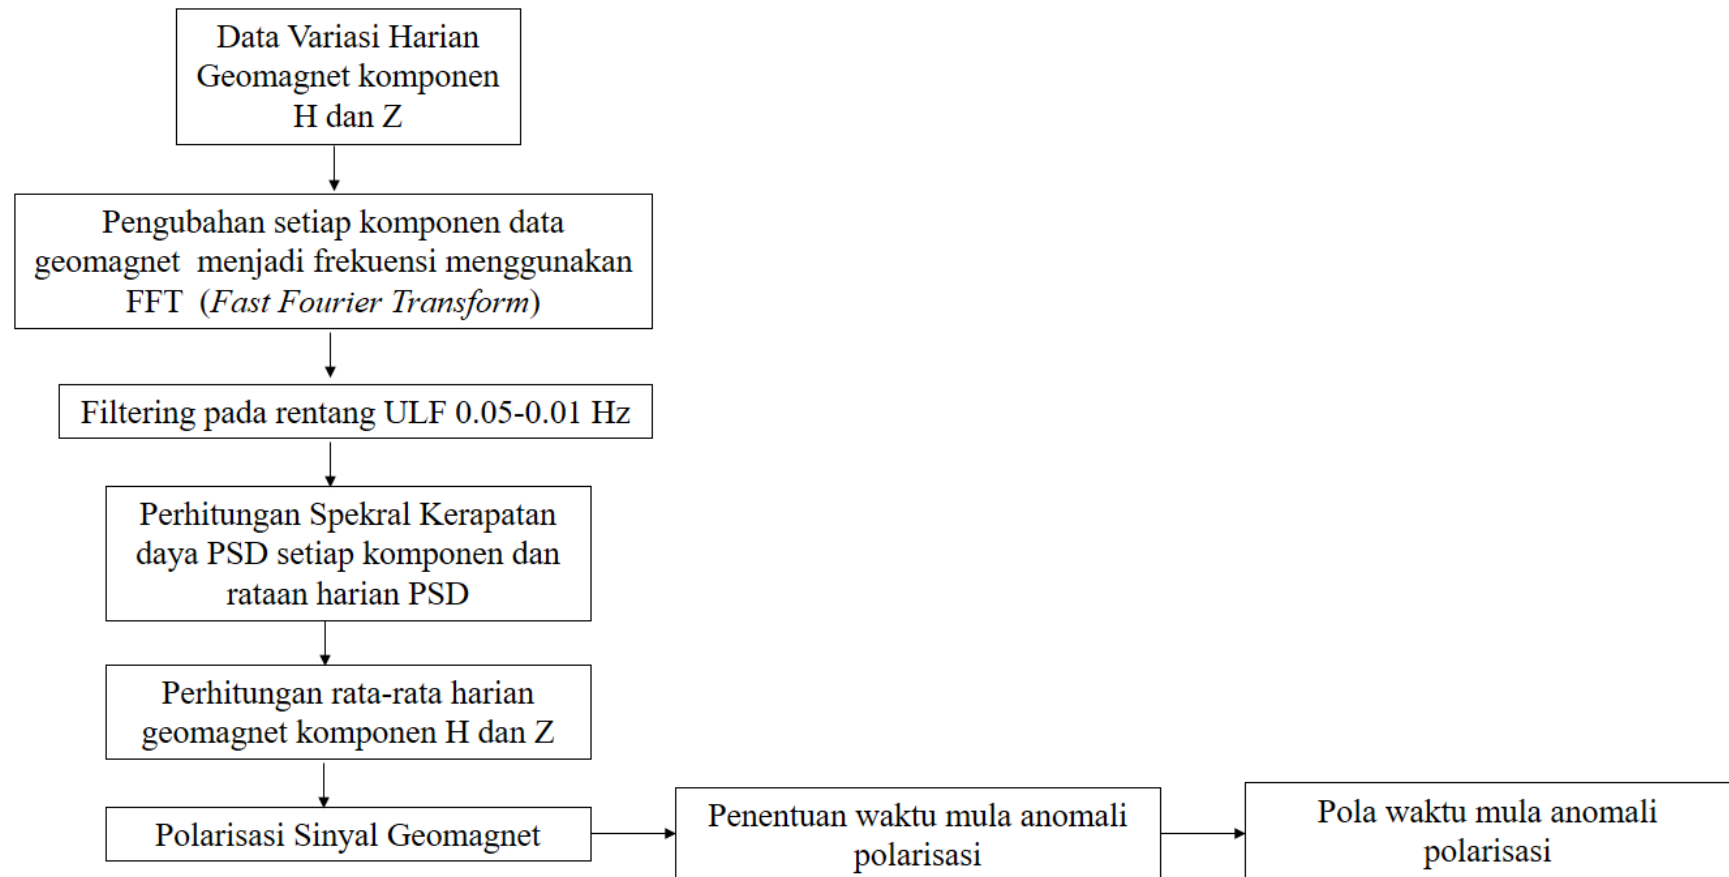 Data Variasi Harian
Geomagnet komponen
H dan Z
Pengubahan setiap komponen data
geomagnet menjadi frekuensi menggunakan
FFT (Fast Fourier Transform)
Filtering pada rentang ULF 0.05-0.01 Hz
Perhitungan Spekral Kerapatan
daya PSD setiap komponen dan
rataan harian PSD
Perhitungan rata-rata harian
geomagnet komponen H dan Z
Polarisasi Sinyal Geomagnet
Penentuan waktu mula anomali
polarisasi
Pola waktu mula anomali
polarisasi